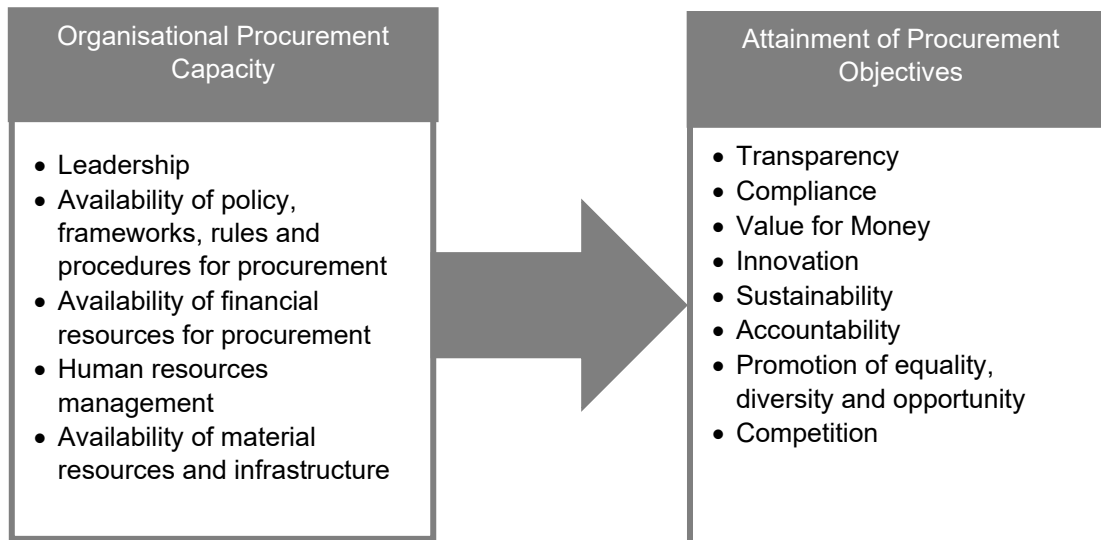 Organisational Procurement
Capacity
• Leadership
• Availability of policy,
frameworks, rules and
procedures for procurement
• Availability of financial
resources for procurement
• Human resources
management
• Availability of material
resources and infrastructure
Attainment of Procurement
Objectives
• Transparency
• Compliance
• Value for Money
• Innovation
• Sustainability
• Accountability
• Promotion of equality,
diversity and opportunity
• Competition